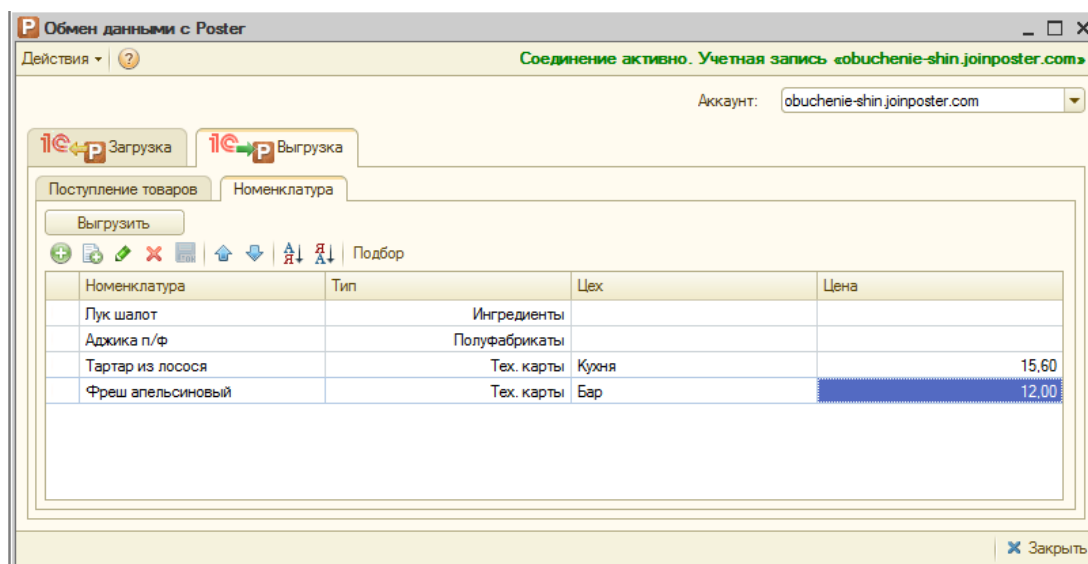 P Обмен данными с Poster
Действия ? Соединение активно. Учетная запись «obuchenie-shin.joinposter.com»
Аккаунт: obuchenie-shin.joinposter.com
1С P Загрузка 1С P Выгрузка
Поступление товаров Номенклатура
Выгрузить
А Я Я А Подбор
Номенклатура Тип Цех Цена
Лук шалот Ингредиенты
Аджика п/ф Полуфабрикаты
Тартар из лосося Тех. карты Кухня 15,60
Фреш апельсиновый Тех. карты Бар 12,00
Закрыть